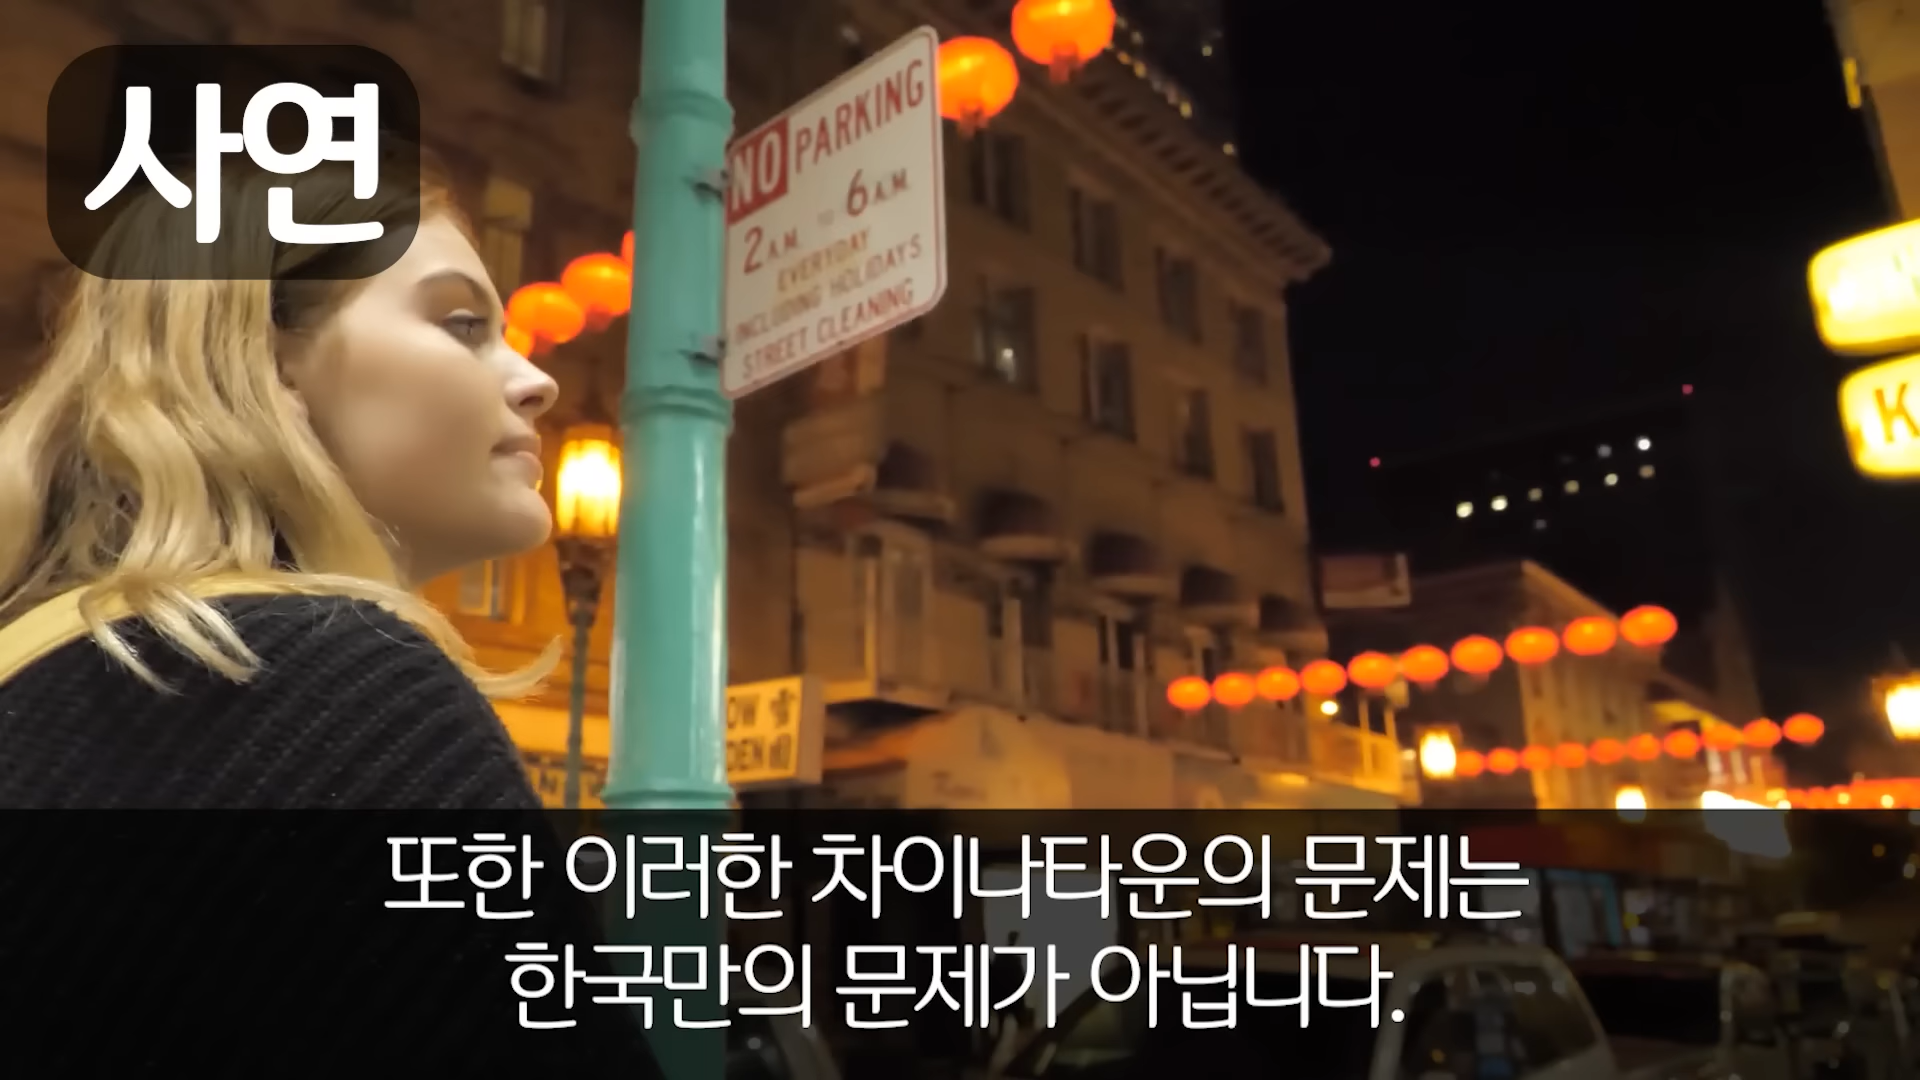 사연
NO PARKING
2 A.M. TO 6 A.M.
EVERYDAY
INCLUDING HOLIDAYS
STREET CLEANING
또한 이러한 차이나타운의 문제는
한국만의 문제가 아닙니다.